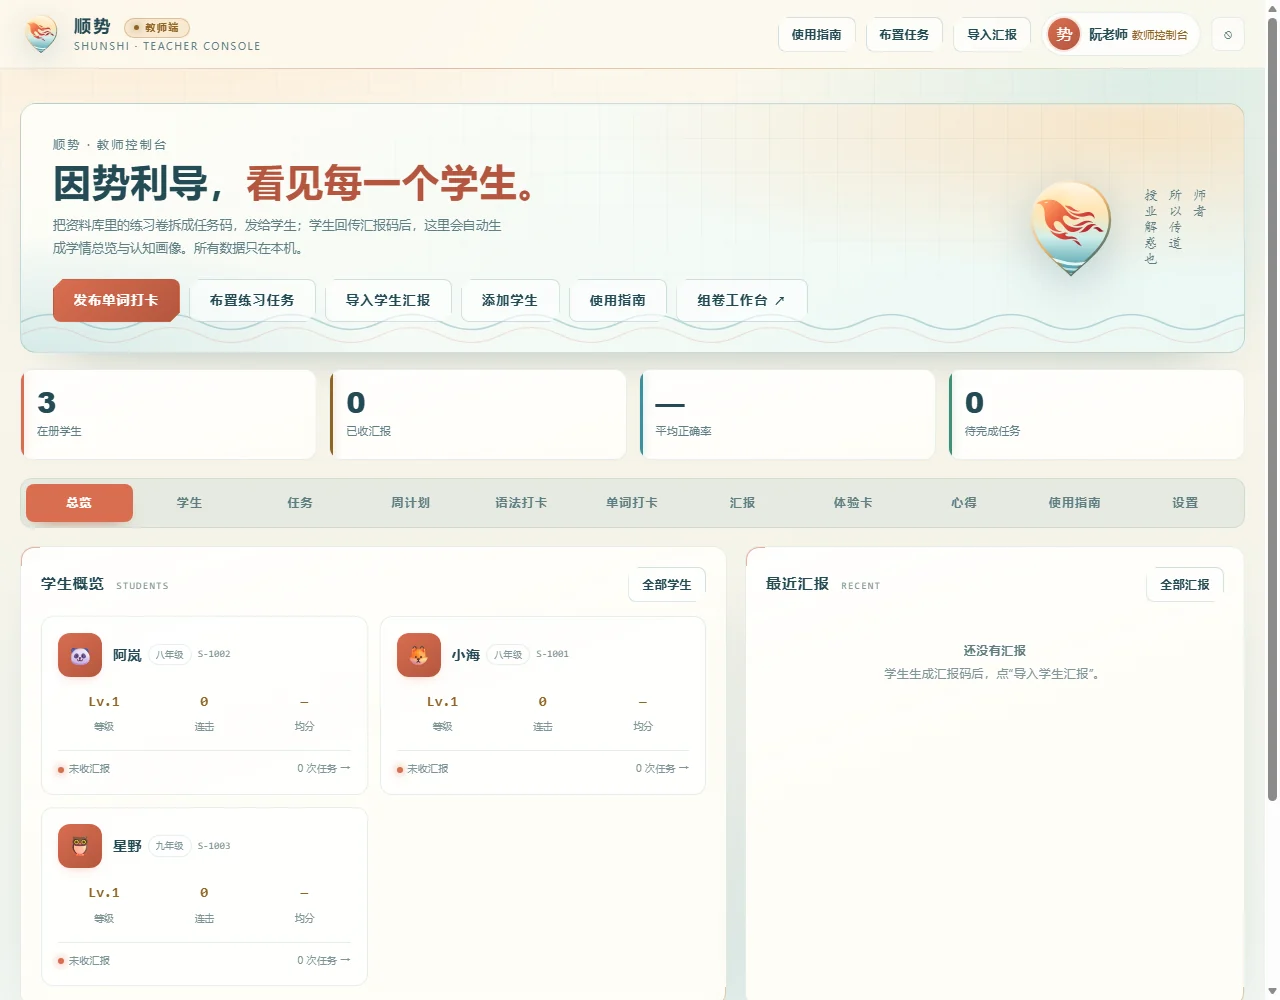 顺势 教师端
SHUNSHI · TEACHER CONSOLE
使用指南
布置任务
导入汇报
势 阮老师 教师控制台
顺势 · 教师控制台
因势利导，看见每一个学生。
把资料库里的练习卷拆成任务码，发给学生；学生回传汇报码后，这里会自动生
成学情总览与认知画像。所有数据只在本机。
师者
所以传道
授业解惑也
发布单词打卡
布置练习任务
导入学生汇报
添加学生
使用指南
组卷工作台 ↗
3
在册学生
0
已收汇报
—
平均正确率
0
待完成任务
总览
学生
任务
周计划
语法打卡
单词打卡
汇报
体验卡
心得
使用指南
设置
学生概览 STUDENTS
全部学生
阿岚 八年级 S-1002
Lv.1 0 —
等级 连击 均分
未收汇报 0 次任务 →
小海 八年级 S-1001
Lv.1 0 —
等级 连击 均分
未收汇报 0 次任务 →
星野 九年级 S-1003
Lv.1 0 —
等级 连击 均分
未收汇报 0 次任务 →
最近汇报 RECENT
全部汇报
还没有汇报
学生生成汇报码后，点“导入学生汇报”。